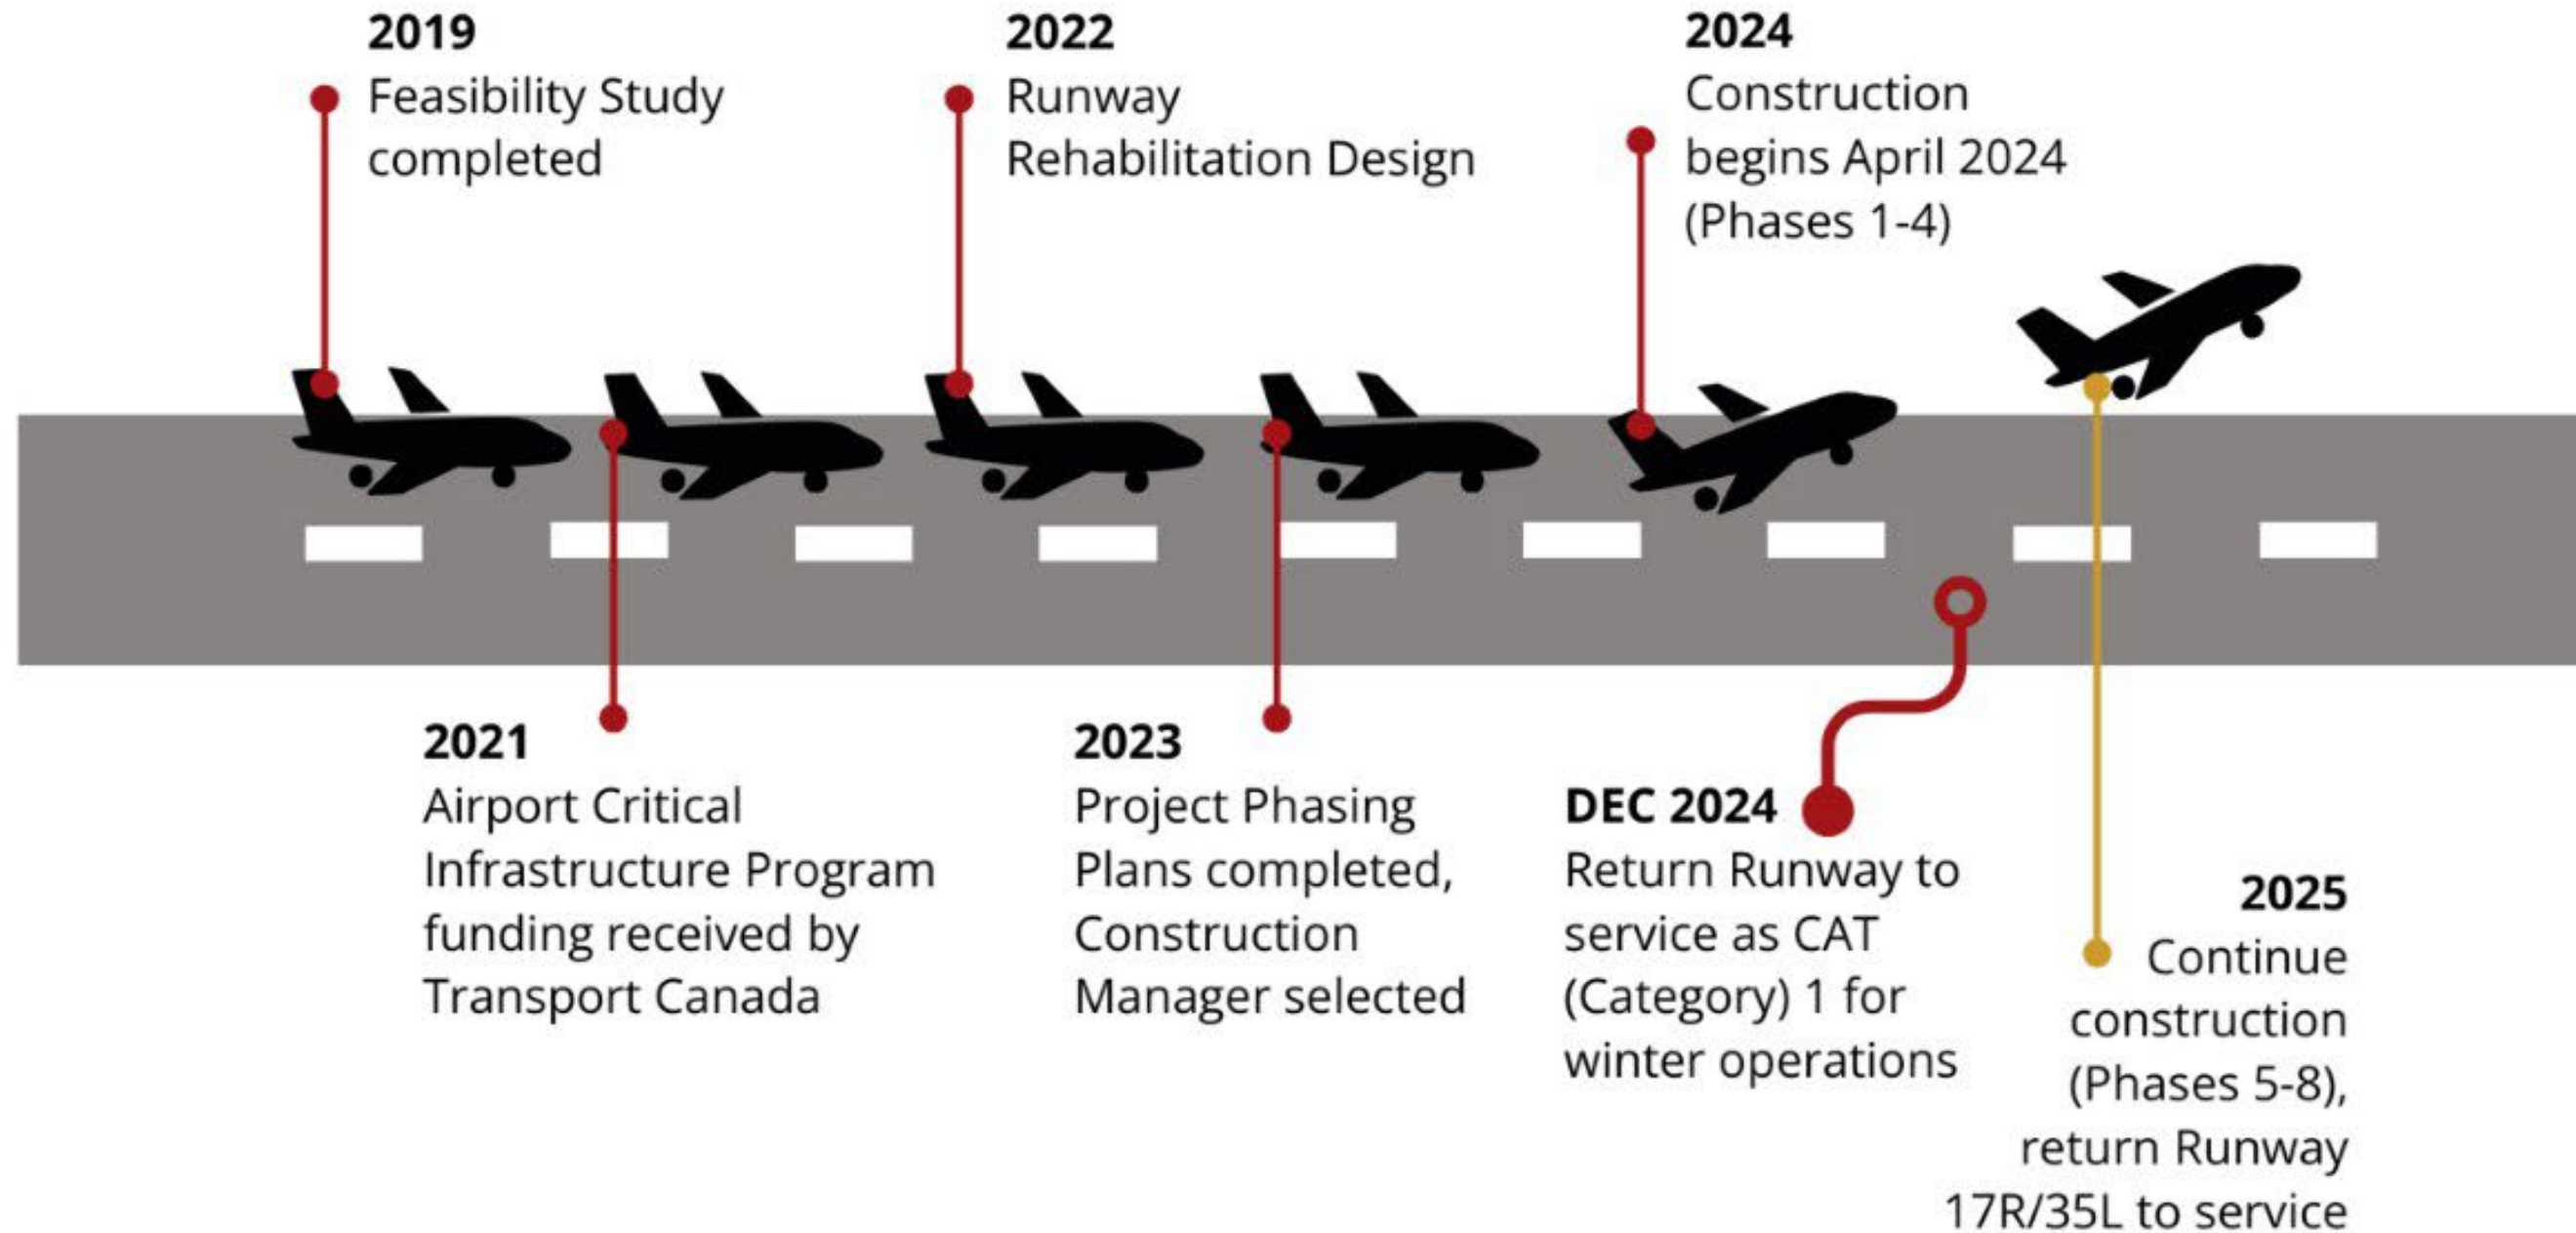 2019
Feasibility Study
completed
2021
Airport Critical
Infrastructure Program
funding received by
Transport Canada
2022
Runway
Rehabilitation Design
2023
Project Phasing
Plans completed,
Construction
Manager selected
2024
Construction
begins April 2024
(Phases 1-4)
DEC 2024
Return Runway to
service as CAT
(Category) 1 for
winter operations
2025
Continue
construction
(Phases 5-8),
return Runway
17R/35L to service